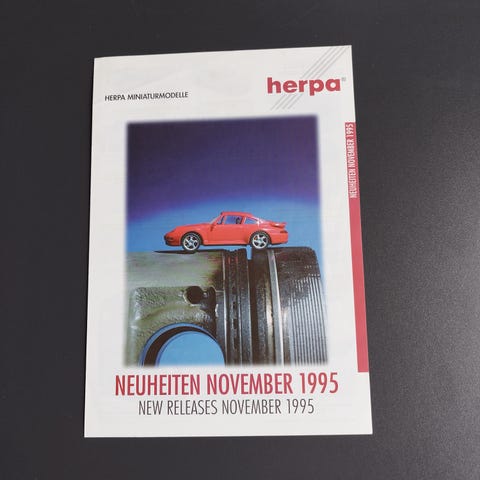 herpa®
HERPA MINIATURMODELLE
NEUHEITEN NOVEMBER 1995
NEUHEITEN NOVEMBER 1995
NEW RELEASES NOVEMBER 1995